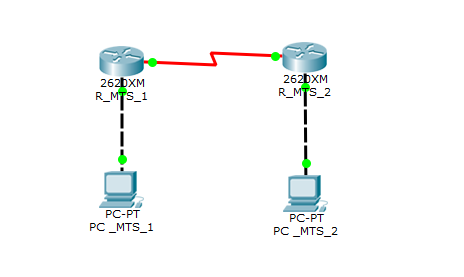 2620XM
R_MTS_1
2620XM
R_MTS_2
PC-PT
PC _MTS_1
PC-PT
PC _MTS_2